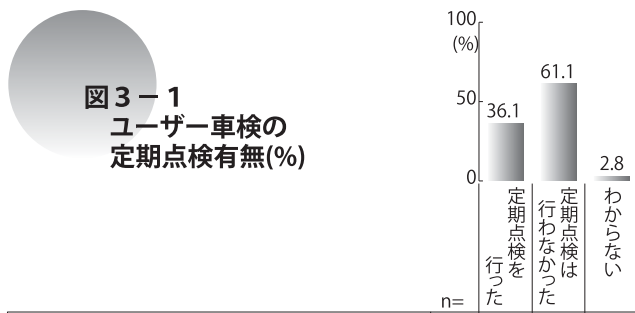 図3－1
ユーザー車検の
定期点検有無(%)
100
(%)
50
0
36.1
61.1
2.8
定期点検を
行った
定期点検は
行わなかった
わからない
n=